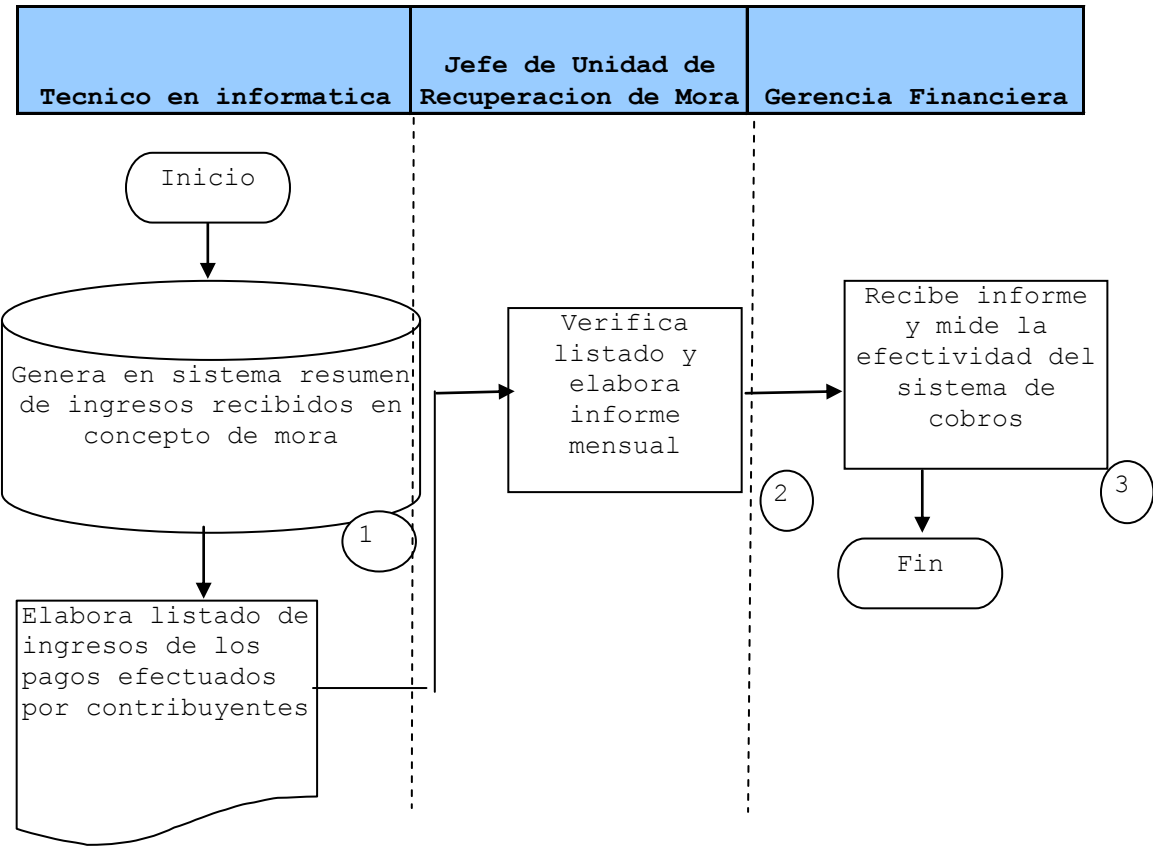 Tecnico en informatica
Jefe de Unidad de
Recuperacion de Mora
Gerencia Financiera
Inicio
Genera en sistema resumen
de ingresos recibidos en
concepto de mora
1
Elabora listado de
ingresos de los
pagos efectuados
por contribuyentes
Verifica
listado y
elabora
informe
mensual
2
Recibe informe
y mide la
efectividad del
sistema de
cobros
3
Fin